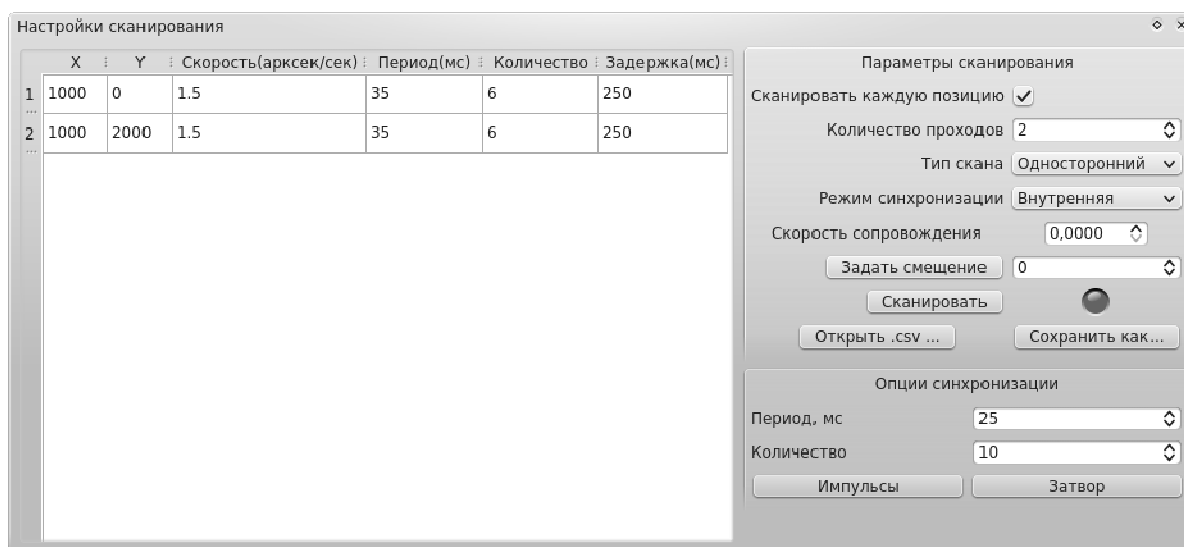 Настройки сканирования
X Y Скорость(арксек/сек) Период(мс) Количество Задержка(мс)
1 1000 0 1.5 35 6 250
2 1000 2000 1.5 35 6 250
Параметры сканирования
Сканировать каждую позицию
Количество проходов 2
Тип скана Односторонний
Режим синхронизации Внутренняя
Скорость сопровождения 0,0000
Задать смещение 0
Сканировать
Открыть .csv ... Сохранить как...
Опции синхронизации
Период, мс 25
Количество 10
Импульсы Затвор